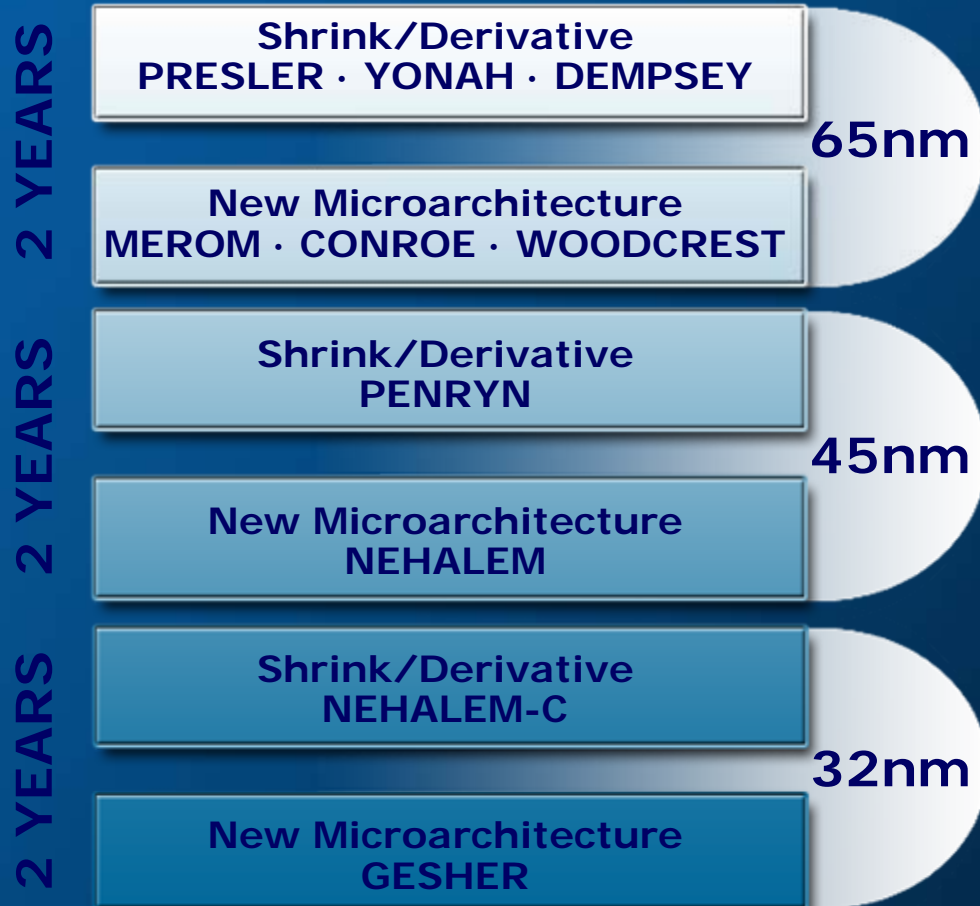 2 YEARS
Shrink/Derivative
PRESLER · YONAH · DEMPSEY
65nm
New Microarchitecture
MEROM · CONROE · WOODCREST
2 YEARS
Shrink/Derivative
PENRYN
45nm
New Microarchitecture
NEHALEM
2 YEARS
Shrink/Derivative
NEHALEM-C
32nm
New Microarchitecture
GESHER